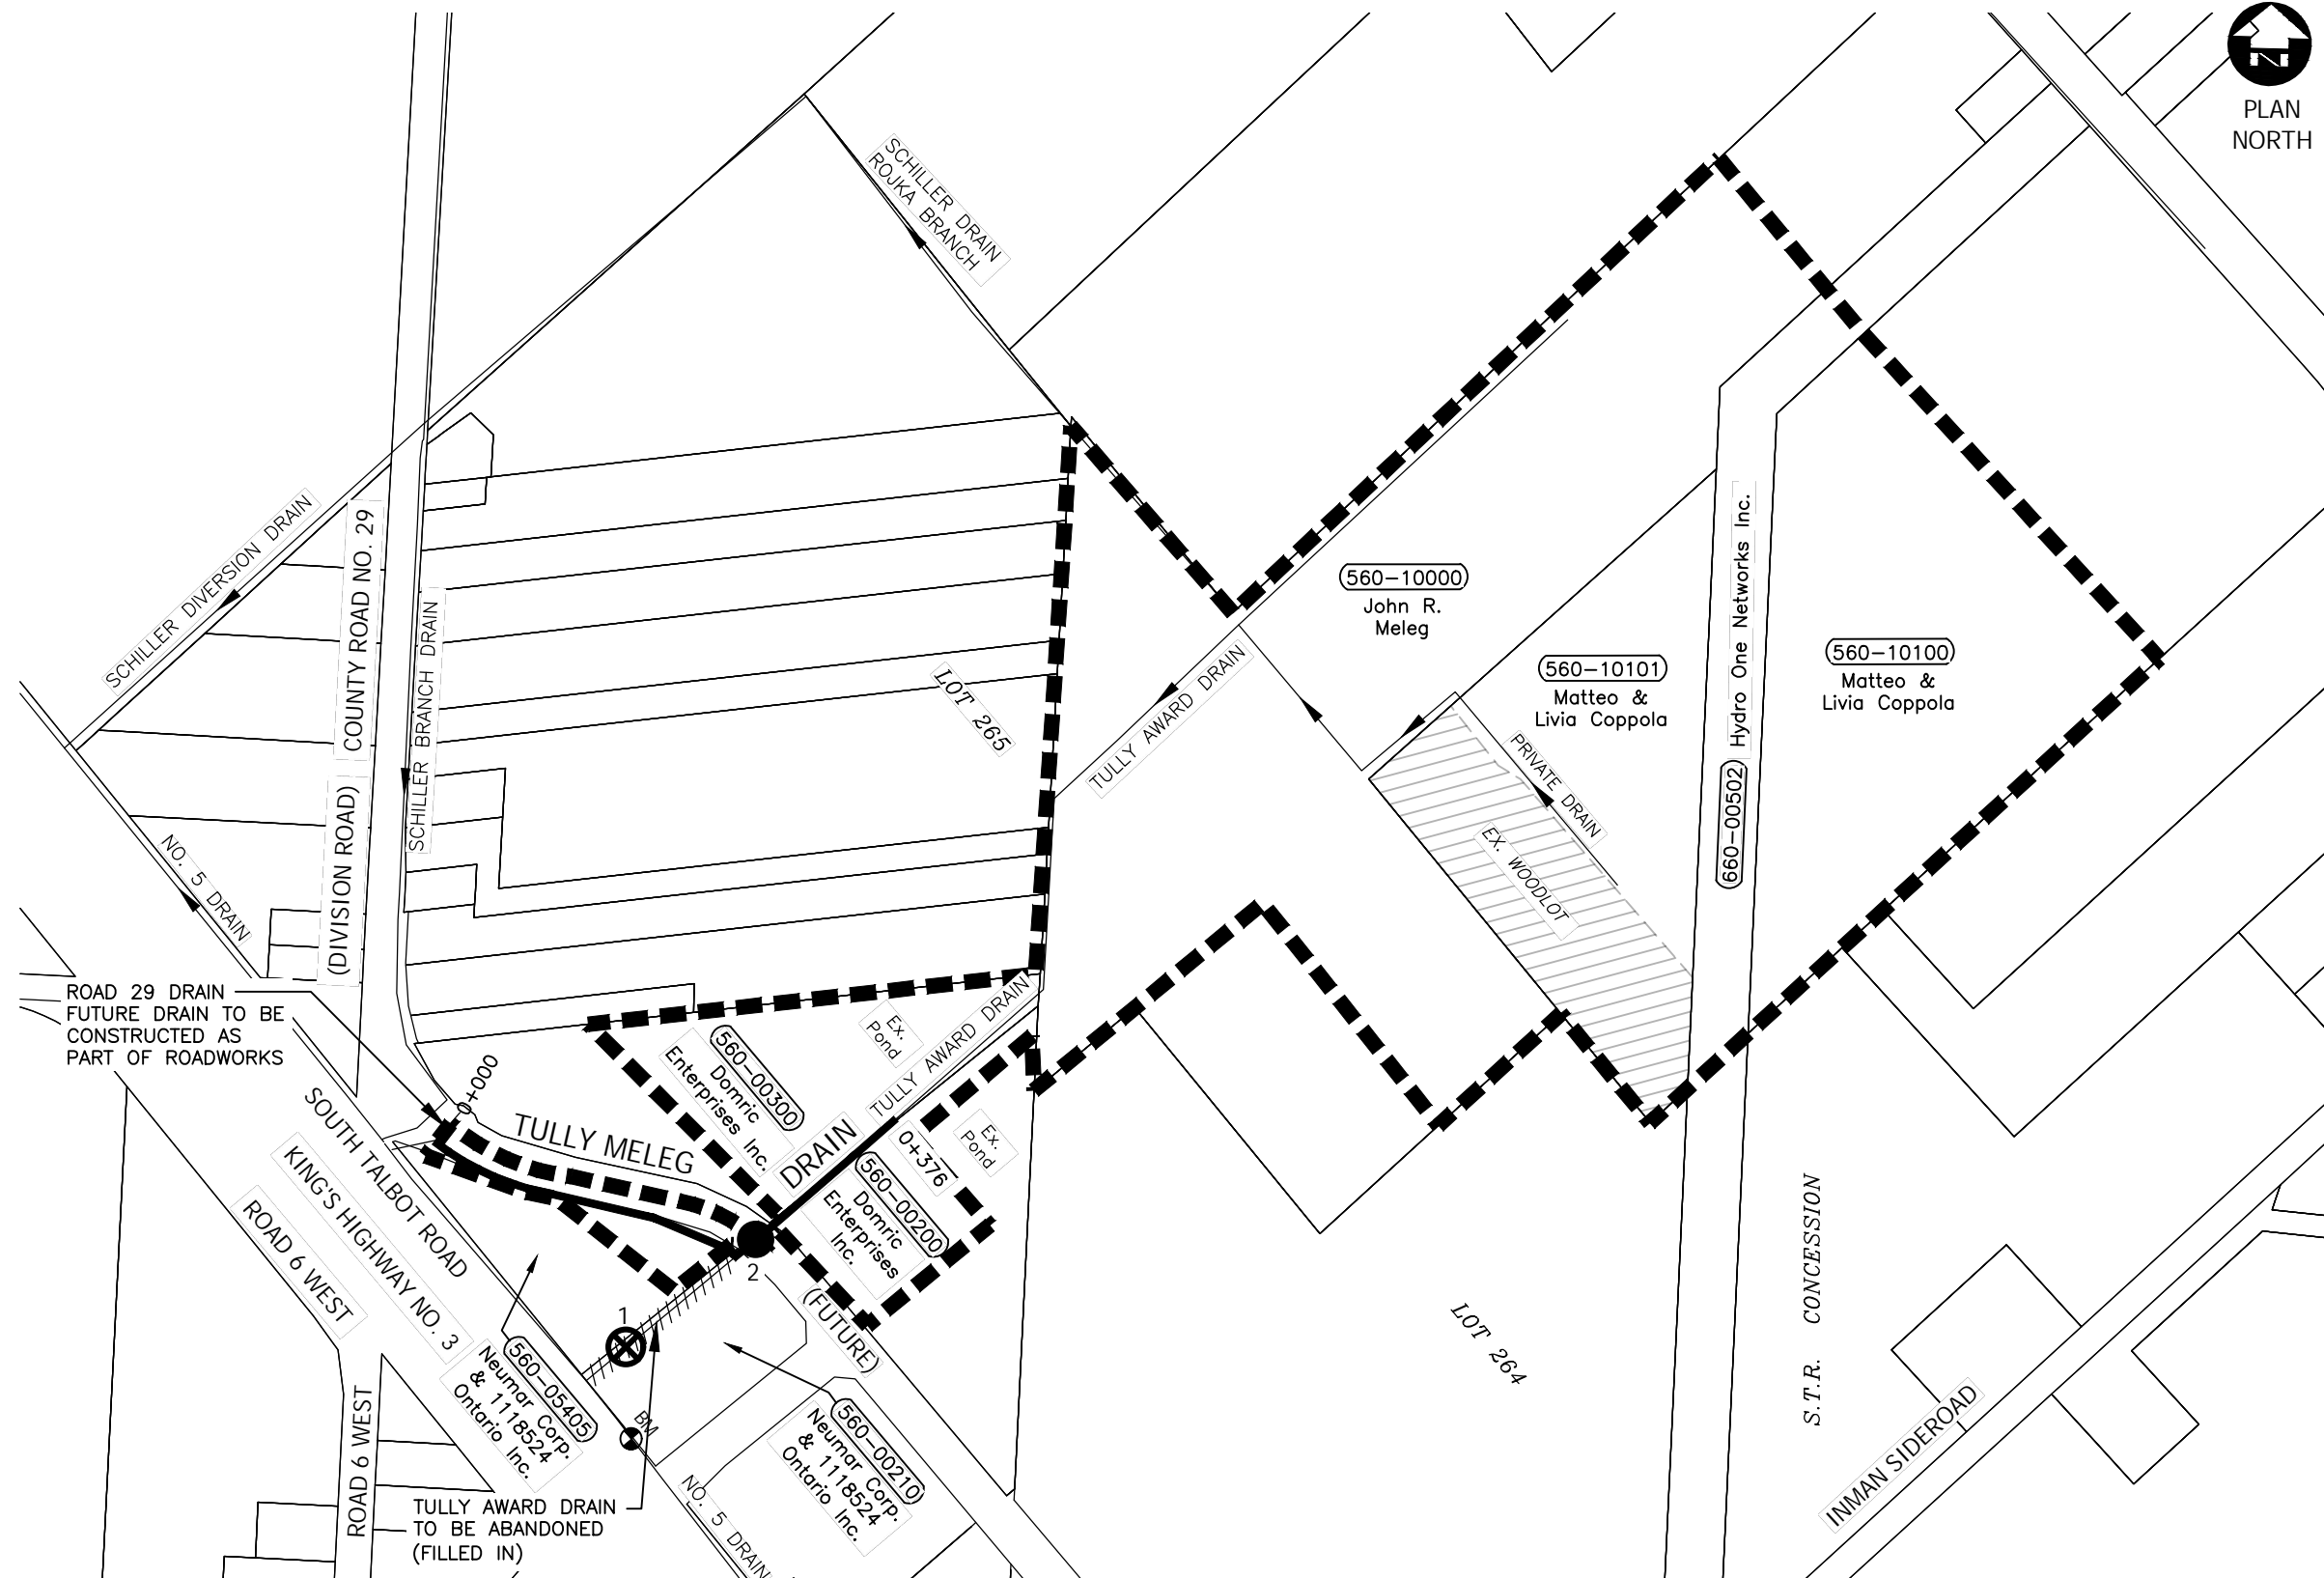 PLAN
NORTH
SCHILLER DRAIN
ROJKA BRANCH
SCHILLER DIVERSION DRAIN
COUNTY ROAD NO. 29
(DIVISION ROAD)
SCHILLER BRANCH DRAIN
NO. 5 DRAIN
LOT 265
TULLY AWARD DRAIN
560-10000
John R.
Meleg
560-10101
Matteo &
Livia Coppola
PRIVATE DRAIN
EX. WOODLOT
Hydro One Networks Inc.
660-00502
560-10100
Matteo &
Livia Coppola
ROAD 29 DRAIN
FUTURE DRAIN TO BE
CONSTRUCTED AS
PART OF ROADWORKS
0+000
TULLY MELEG
DRAIN
560-00300
Domric
Enterprises Inc.
Ex.
Pond
TULLY AWARD DRAIN
0+376
Ex.
Pond
560-00200
Domric
Enterprises
Inc.
SOUTH TALBOT ROAD
KING'S HIGHWAY NO. 3
ROAD 6 WEST
1
2
(FUTURE)
560-05405
Neumar Corp.
& 1118524
Ontario Inc.
BM
560-00210
Neumar Corp.
& 1118524
Ontario Inc.
ROAD 6 WEST
TULLY AWARD DRAIN
TO BE ABANDONED
(FILLED IN)
NO. 5 DRAIN
LOT 264
S.T.R. CONCESSION
INMAN SIDEROAD